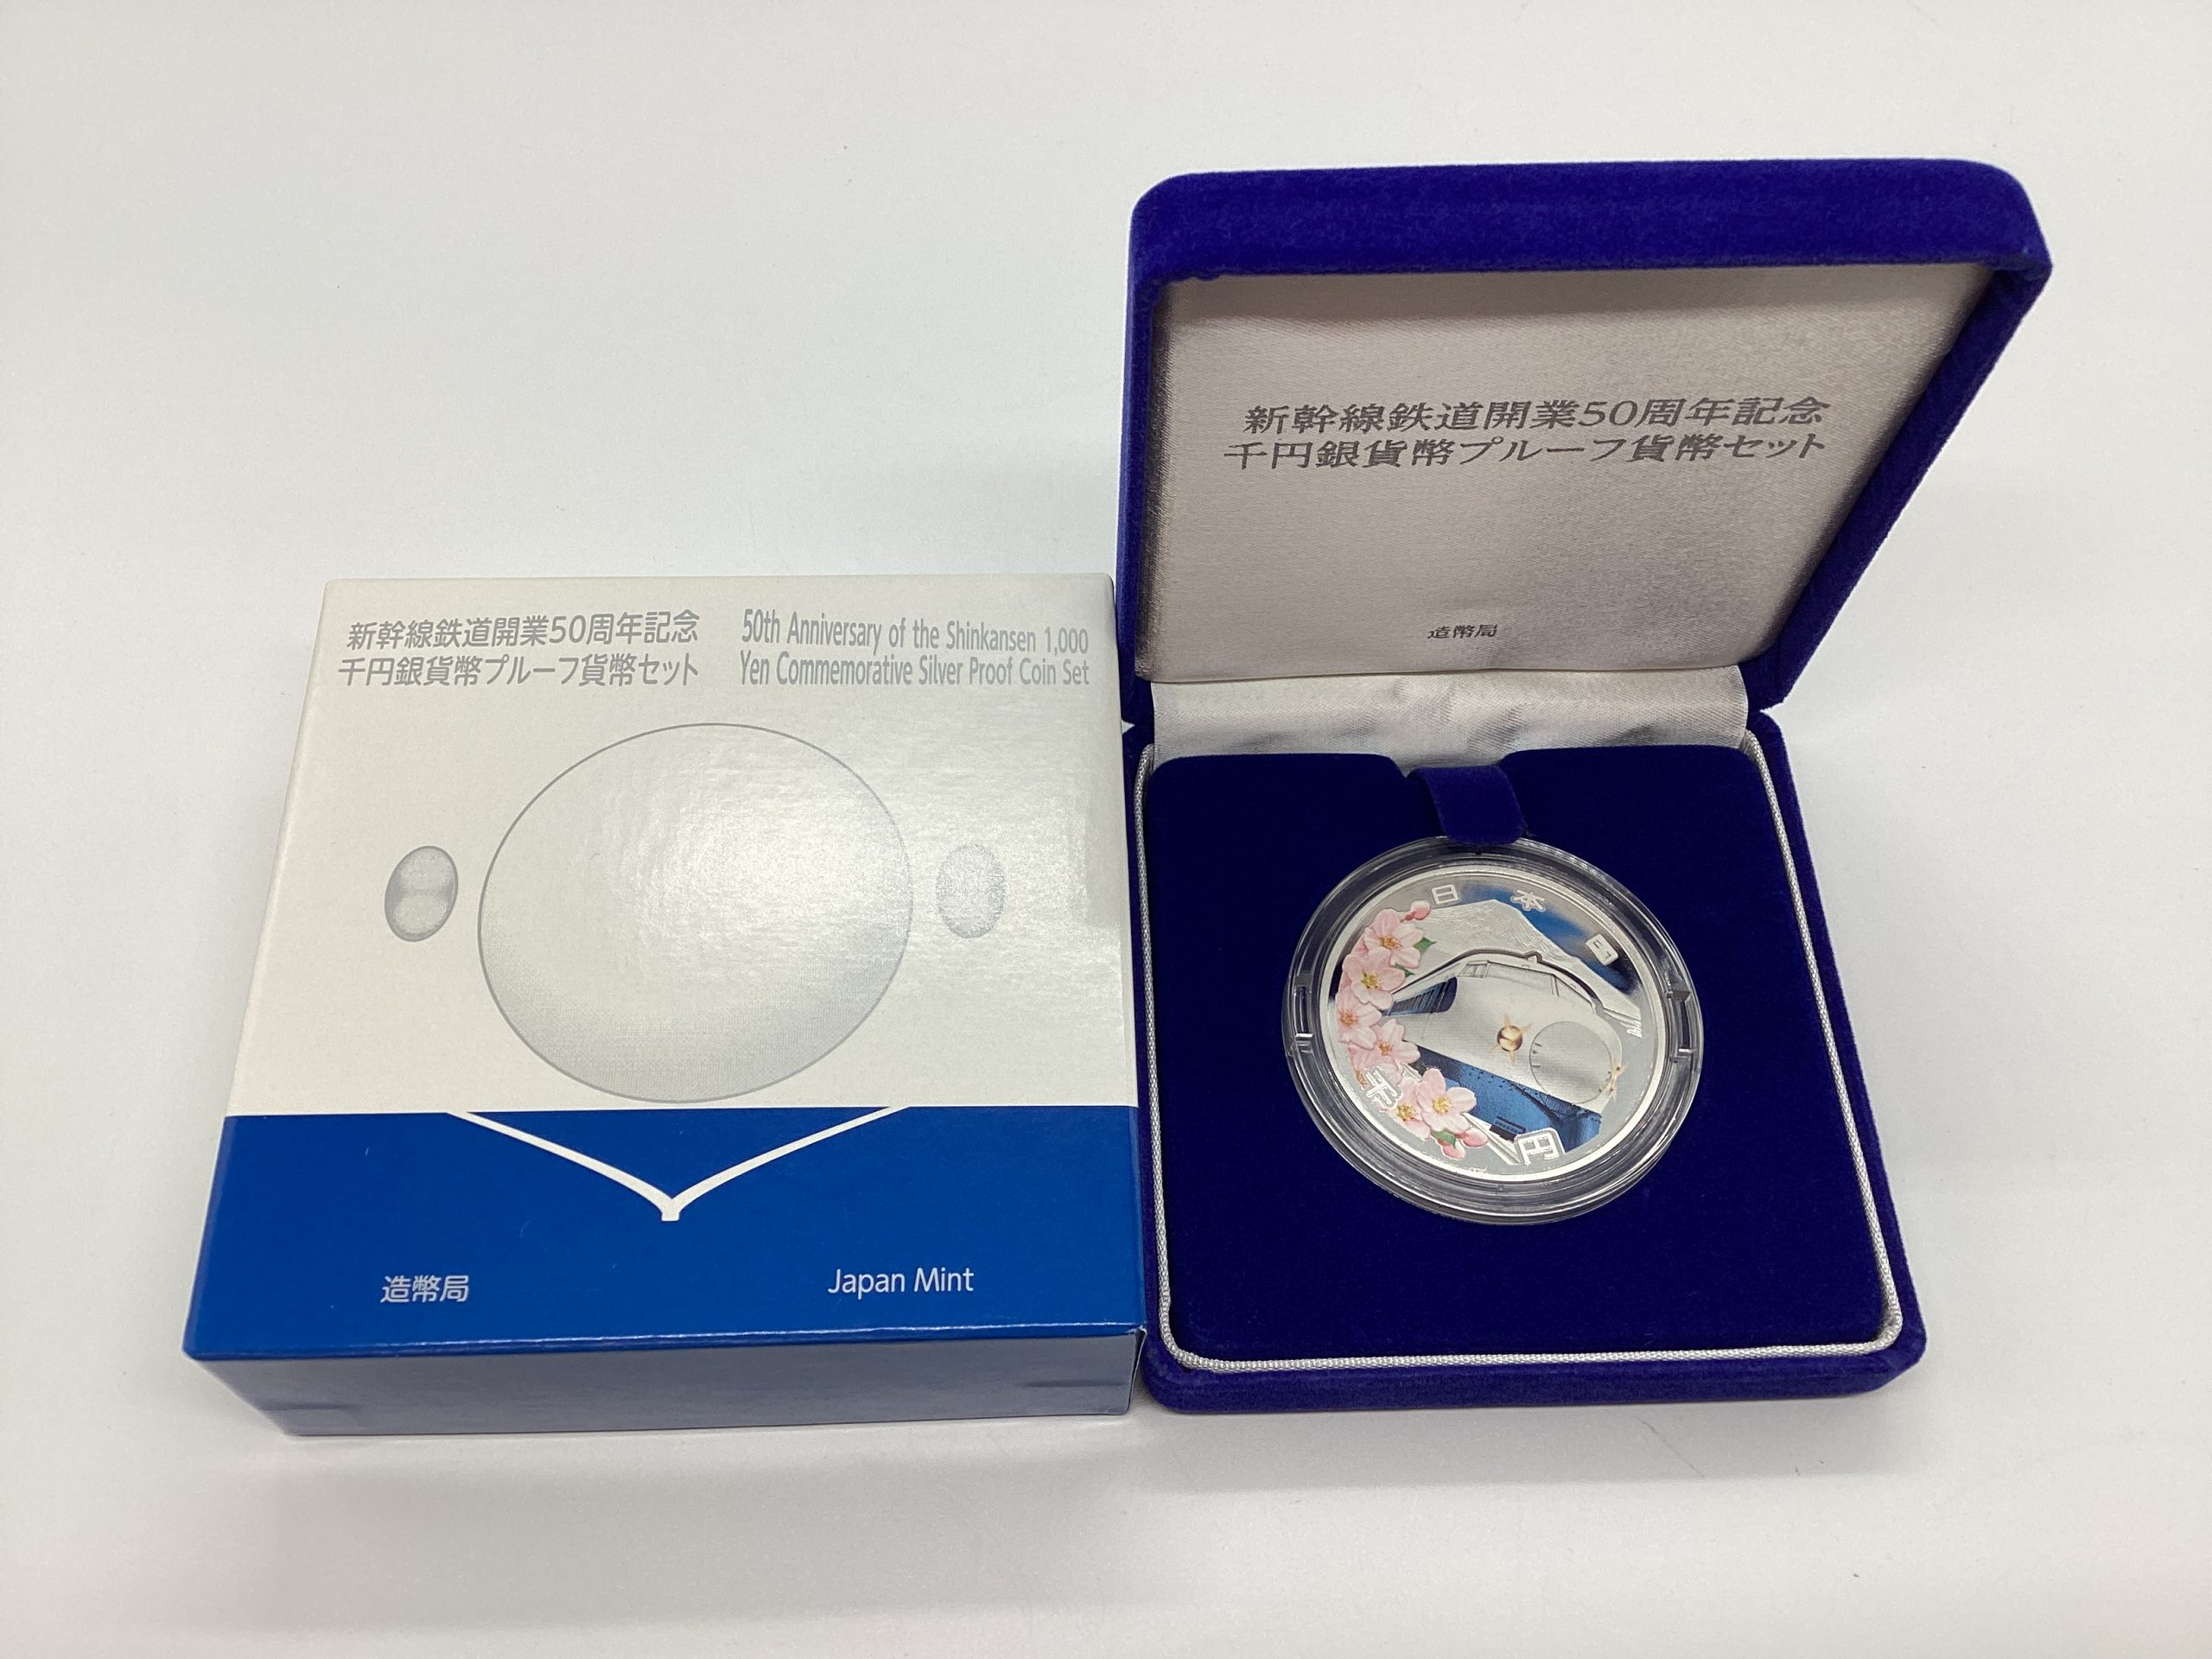 新幹線鉄道開業50周年記念
千円銀貨幣プルーフ貨幣セット
50th Anniversary of the Shinkansen 1,000
Yen Commemorative Silver Proof Coin Set
造幣局
Japan Mint
新幹線鉄道開業50周年記念
千円銀貨幣プルーフ貨幣セット
造幣局
日本国
千円